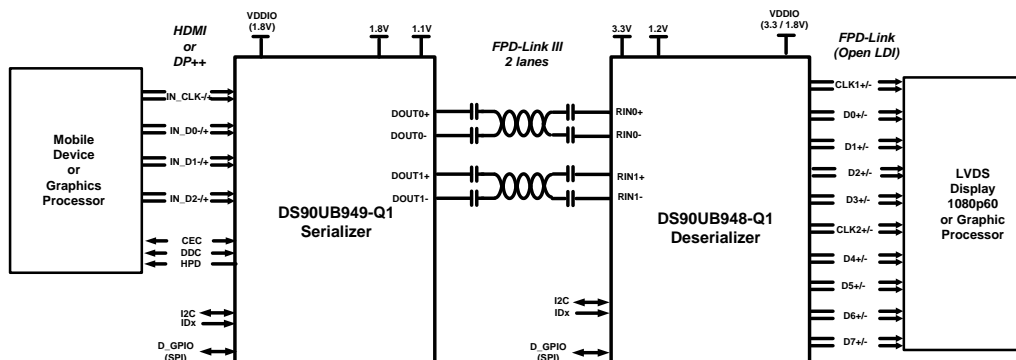 HDMI
or
DP++
VDDIO
(1.8V)
1.8V
1.1V
FPD-Link III
2 lanes
3.3V
1.2V
VDDIO
(3.3 / 1.8V)
FPD-Link
(Open LDI)
Mobile
Device
or
Graphics
Processor
IN_CLK-/+
IN_D0-/+
IN_D1-/+
IN_D2-/+
CEC
DDC
HPD
I2C
IDx
D_GPIO
(SPI)
DOUT0+
DOUT0-
DOUT1+
DOUT1-
DS90UB949-Q1
Serializer
RIN0+
RIN0-
RIN1+
RIN1-
DS90UB948-Q1
Deserializer
I2C
IDx
D_GPIO
(SPI)
CLK1+/-
D0+/-
D1+/-
D2+/-
D3+/-
CLK2+/-
D4+/-
D5+/-
D6+/-
D7+/-
LVDS
Display
1080p60
or Graphic
Processor